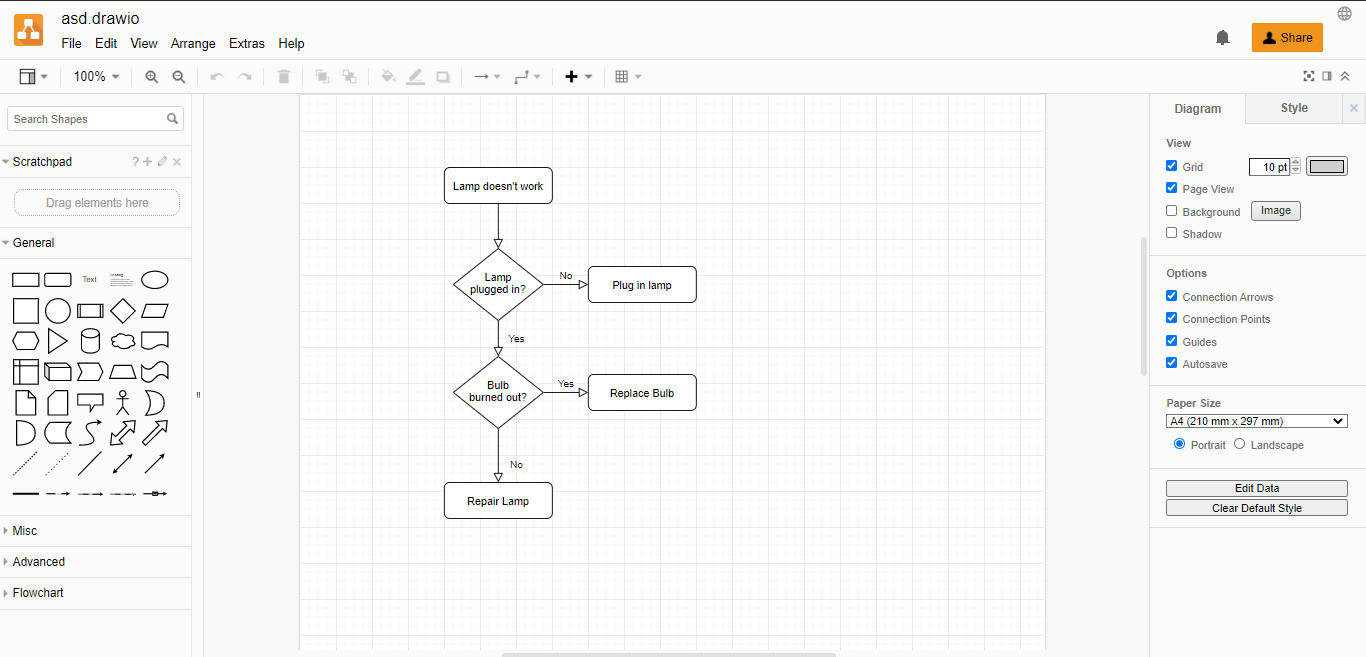 asd.drawio
File Edit View Arrange Extras Help
Share
100%
Search Shapes
Scratchpad
?
Drag elements here
General
Text
Misc
Advanced
Flowchart
Lamp doesn't work
Lamp
plugged in?
No
Plug in lamp
Yes
Bulb
burned out?
Yes
Replace Bulb
No
Repair Lamp
Diagram Style
View
Grid 10 pt
Page View
Background Image
Shadow
Options
Connection Arrows
Connection Points
Guides
Autosave
Paper Size
A4 (210 mm x 297 mm)
Portrait Landscape
Edit Data
Clear Default Style